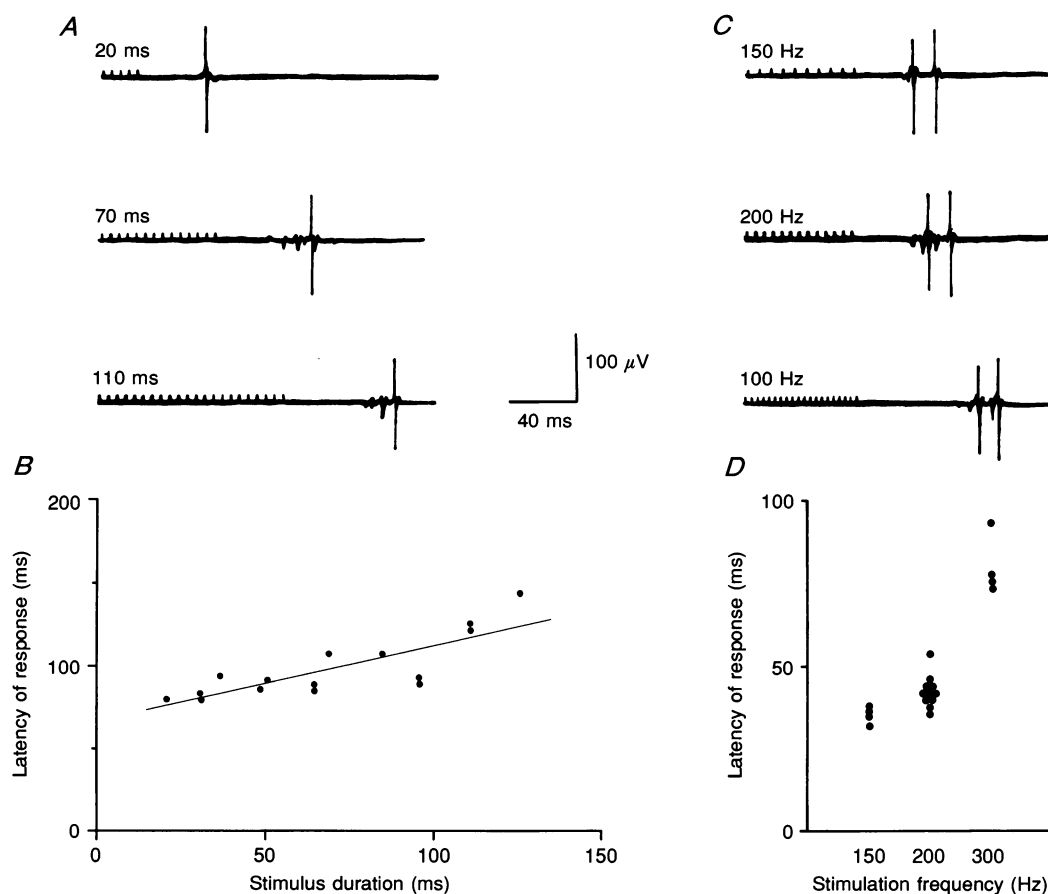 A
20 ms
70 ms
110 ms
100 μV
40 ms
C
150 Hz
200 Hz
100 Hz
B
Latency of response (ms)
200
100
0
0 50 100 150
Stimulus duration (ms)
D
Latency of response (ms)
100
50
0
150 200 300
Stimulation frequency (Hz)